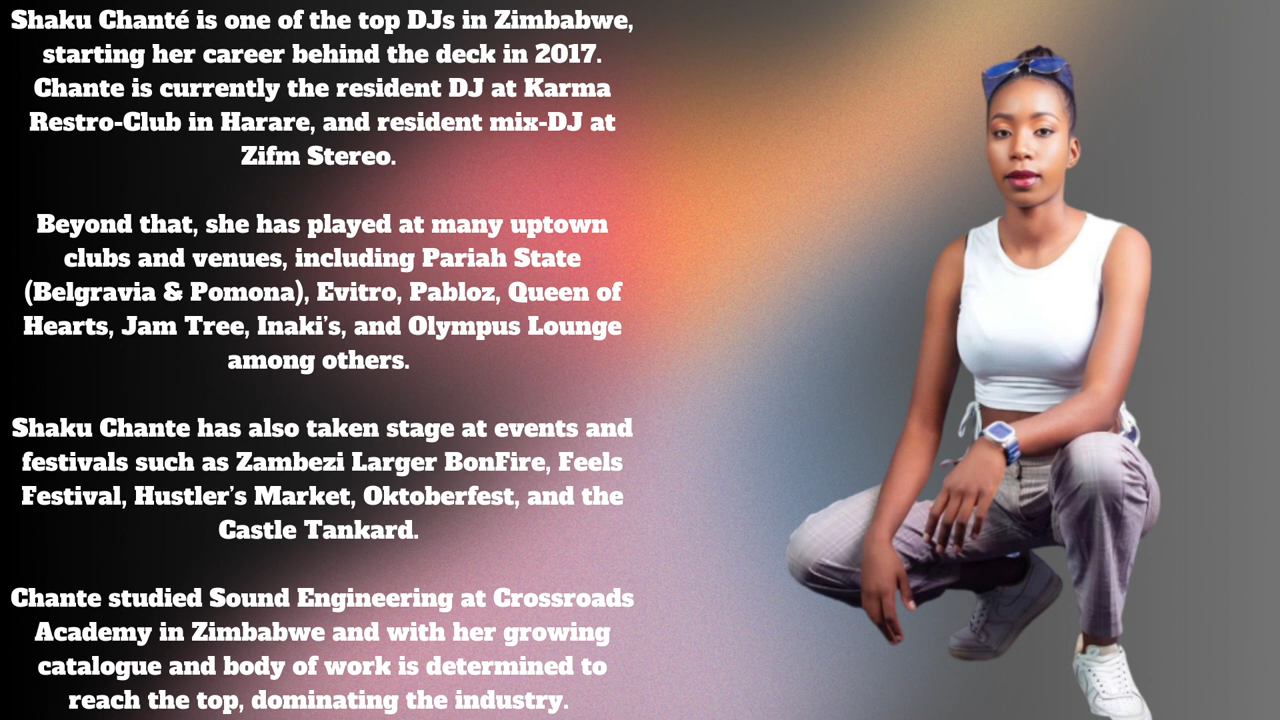 Shaku Chanté is one of the top DJs in Zimbabwe,
starting her career behind the deck in 2017.
Chante is currently the resident DJ at Karma
Restro-Club in Harare, and resident mix-DJ at
Zifm Stereo.
Beyond that, she has played at many uptown
clubs and venues, including Pariah State
(Belgravia & Pomona), Evitro, Pabloz, Queen of
Hearts, Jam Tree, Inaki's, and Olympus Lounge
among others.
Shaku Chante has also taken stage at events and
festivals such as Zambezi Larger BonFire, Feels
Festival, Hustler's Market, Oktoberfest, and the
Castle Tankard.
Chante studied Sound Engineering at Crossroads
Academy in Zimbabwe and with her growing
catalogue and body of work is determined to
reach the top, dominating the industry.